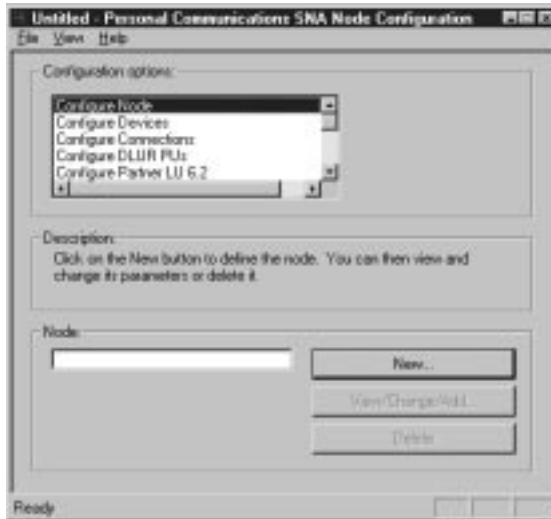 Untitled - Personal Communications SNA Node Configuration
File View Help
Configuration options:
Configure Node
Configure Devices
Configure Connections
Configure DLUR PUs
Configure Partner LU 6.2
Description:
Click on the New button to define the node. You can then view and
change its parameters or delete it.
Node:
New...
View/Change/Add...
Delete
Ready